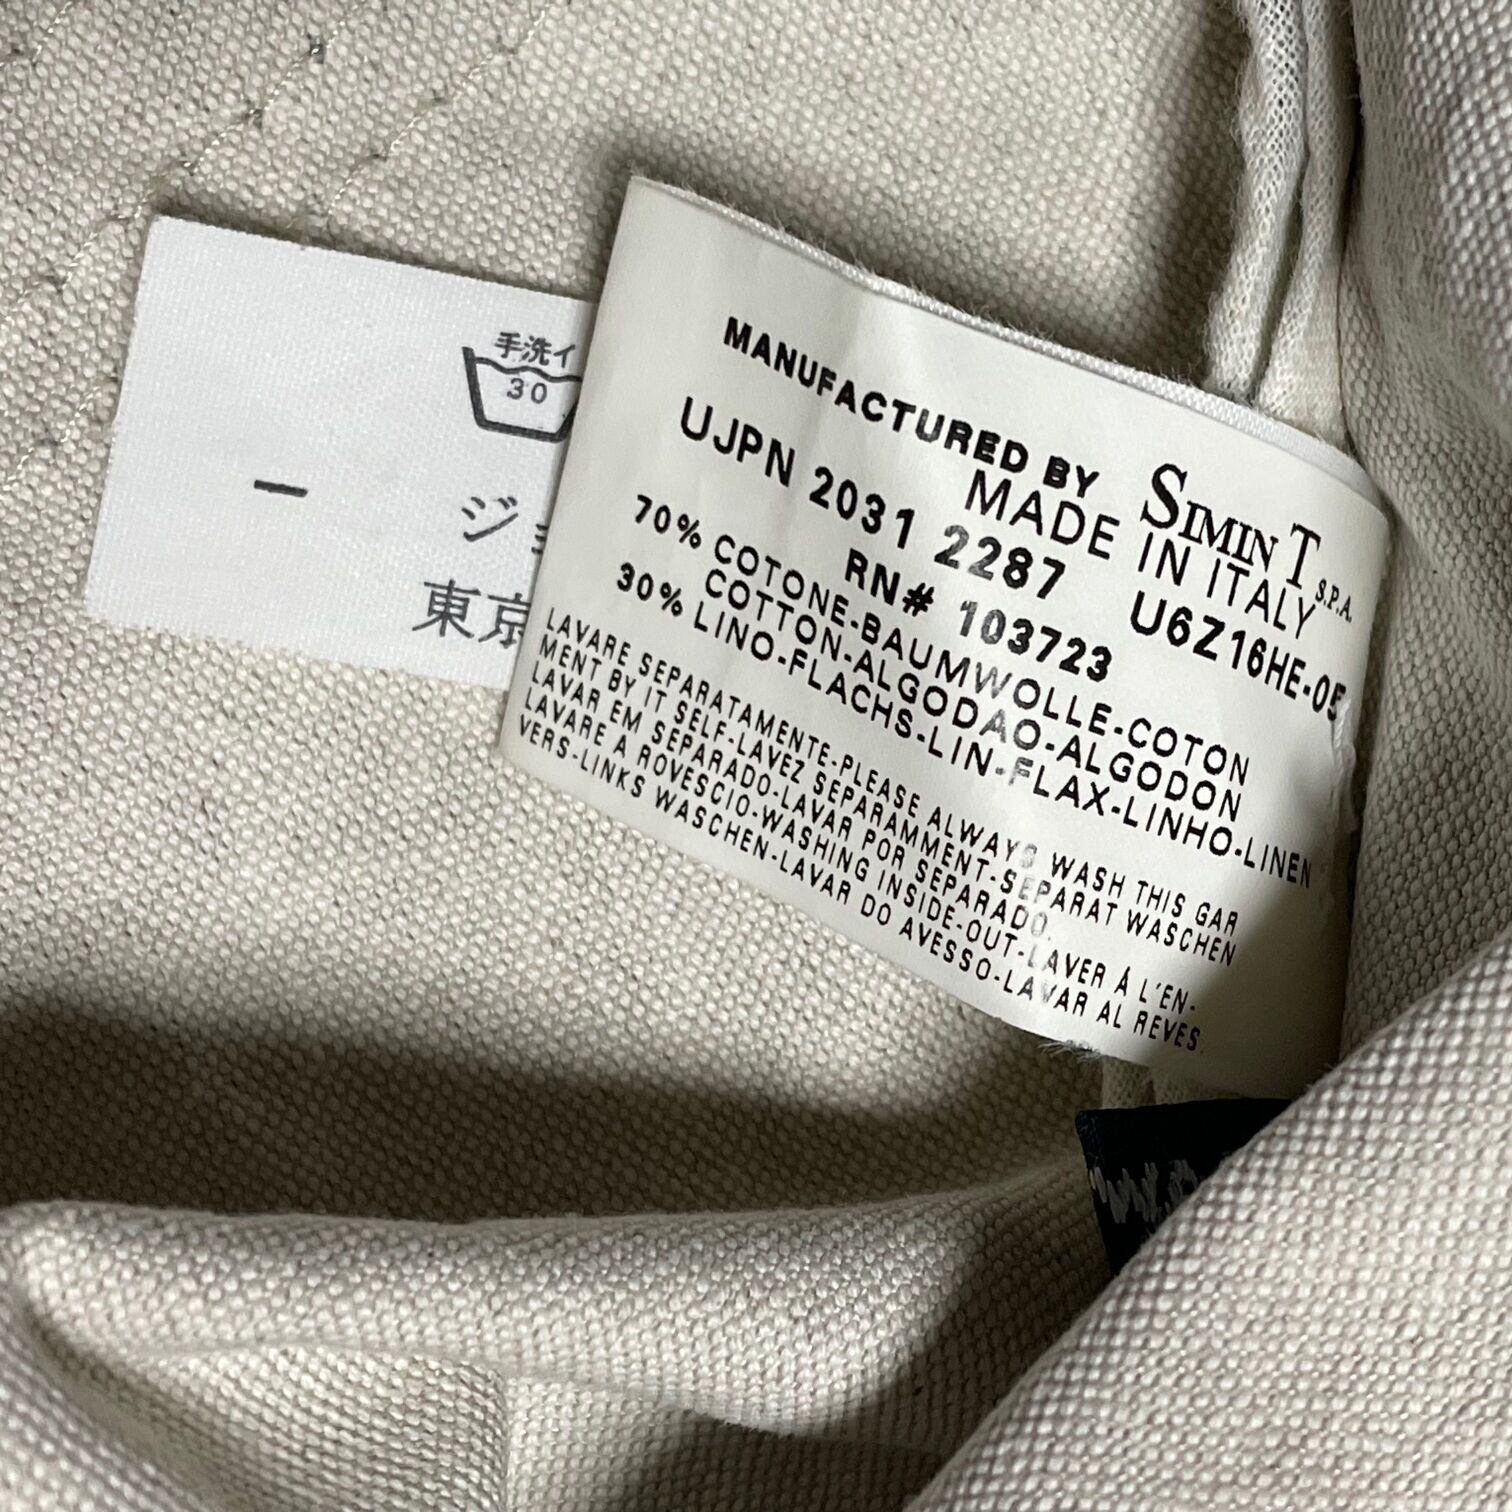 手洗イ
30
ー ジョ
東京
MANUFACTURED BY SIMINT S.P.A.
MADE IN ITALY
UJPN 2031 2287 U6Z16HE-05
RN# 103723
70% COTONE-BAUMWOLLE-COTON
COTTON-ALGODAO-ALGODON
30% LINO-FLACHS-LIN-FLAX-LINHO-LINEN
LAVARE SEPARATAMENTE-PLEASE ALWAYS WASH THIS GAR
MENT BY IT SELF-LAVEZ SEPARAMMENT-SEPARAT WASCHEN
LAVAR EM SEPARADO-LAVAR POR SEPARADO.
LAVARE A ROVESCIO-WASHING INSIDE-OUT-LAVER Á L'EN-
VERS-LINKS WASCHEN-LAVAR DO AVESSO-LAVAR AL REVES.